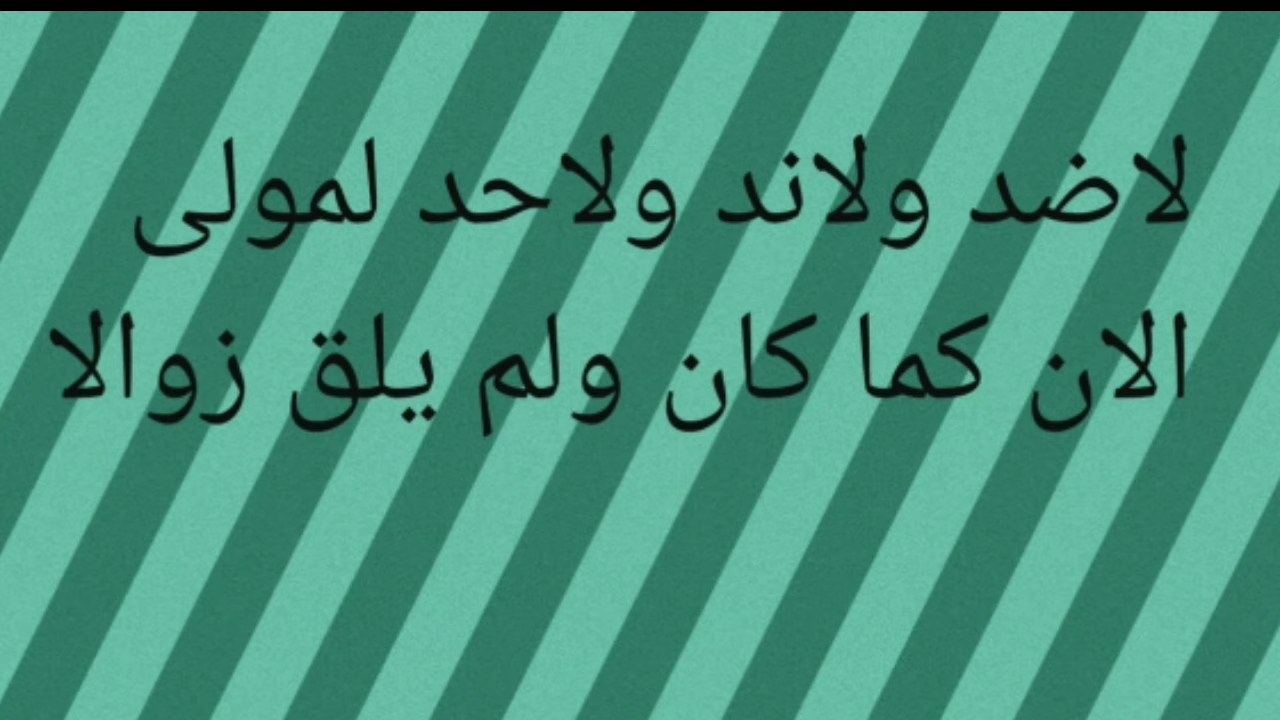 لاضد ولاند ولاحد لمولى
الان كما كان ولم يلق زوالا